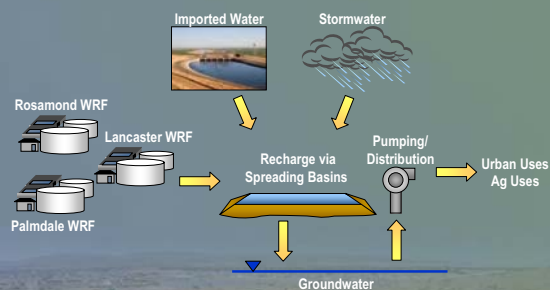 Imported Water
Stormwater
Rosamond WRF
Lancaster WRF
Palmdale WRF
Recharge via
Spreading Basins
Pumping/
Distribution
Urban Uses
Ag Uses
Groundwater